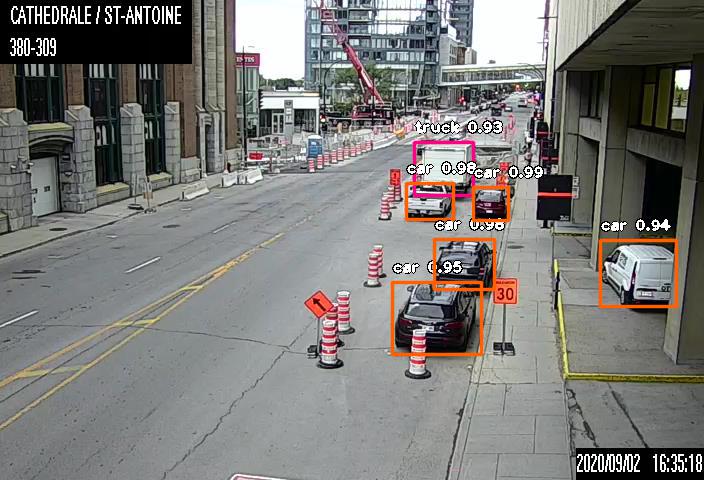 CATHEDRALE / ST-ANTOINE
380-309
truck 0.93
car 0.98
car 0.99
car 0.98
car 0.94
car 0.95
30
2020/09/02 16:35:18